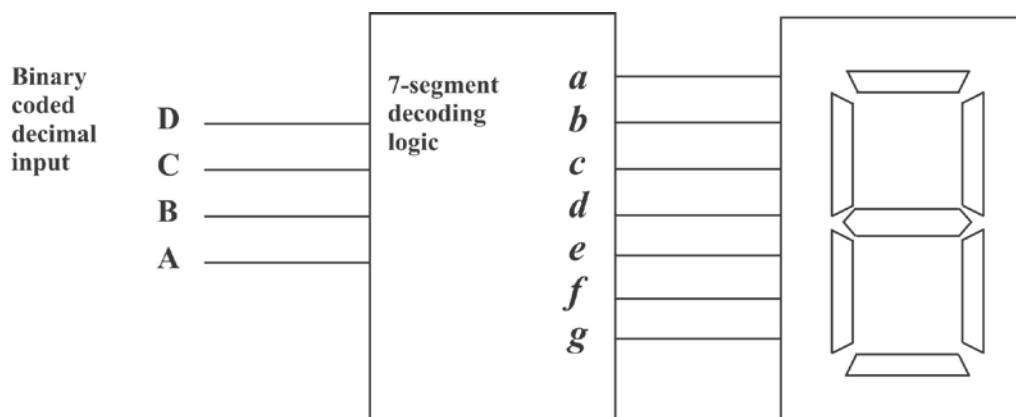 Binary
coded
decimal
input
D
C
B
A
7-segment
decoding
logic
a
b
c
d
e
f
g